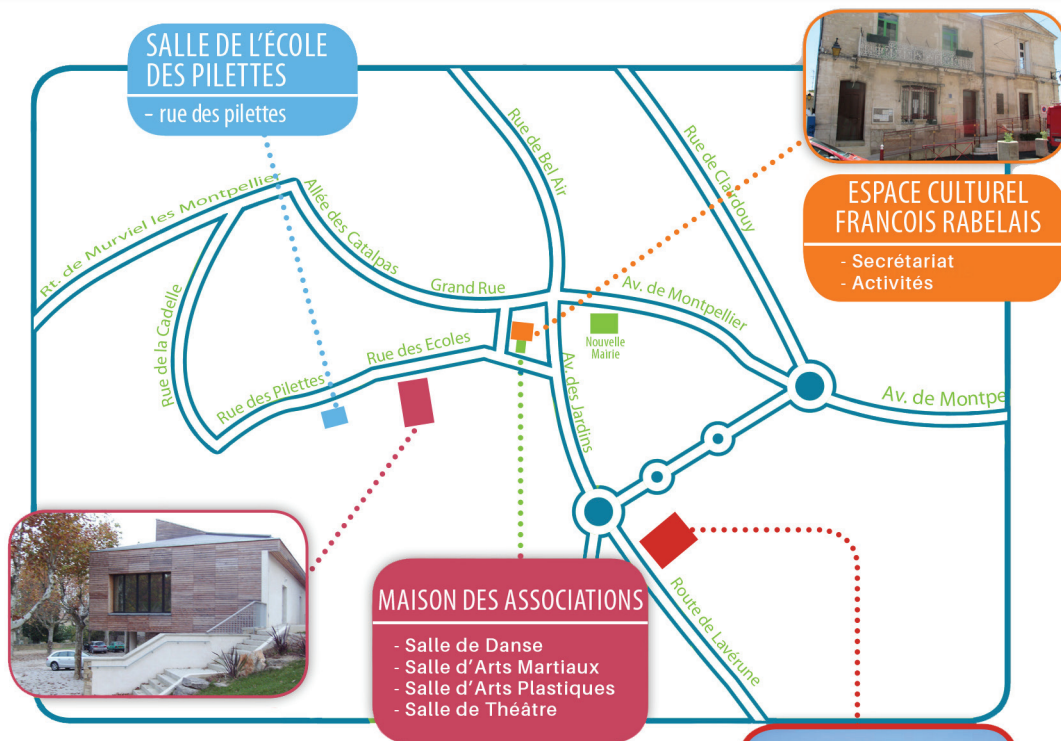 SALLE DE L'ÉCOLE
DES PILETTES
- rue des pilettes
ESPACE CULTUREL
FRANCOIS RABELAIS
- Secrétariat
- Activités
Rue de Bel Air
Rue de Clardouy
Rt. de Murviel les Montpellier
Allée des Catalpas
Grand Rue
Av. de Montpellier
Nouvelle
Mairie
Rue de la Cadelle
Rue des Ecoles
Rue des Pilettes
Av. des Jardins
Av. de Montpe
Route de Lavérune
MAISON DES ASSOCIATIONS
- Salle de Danse
- Salle d'Arts Martiaux
- Salle d'Arts Plastiques
- Salle de Théâtre